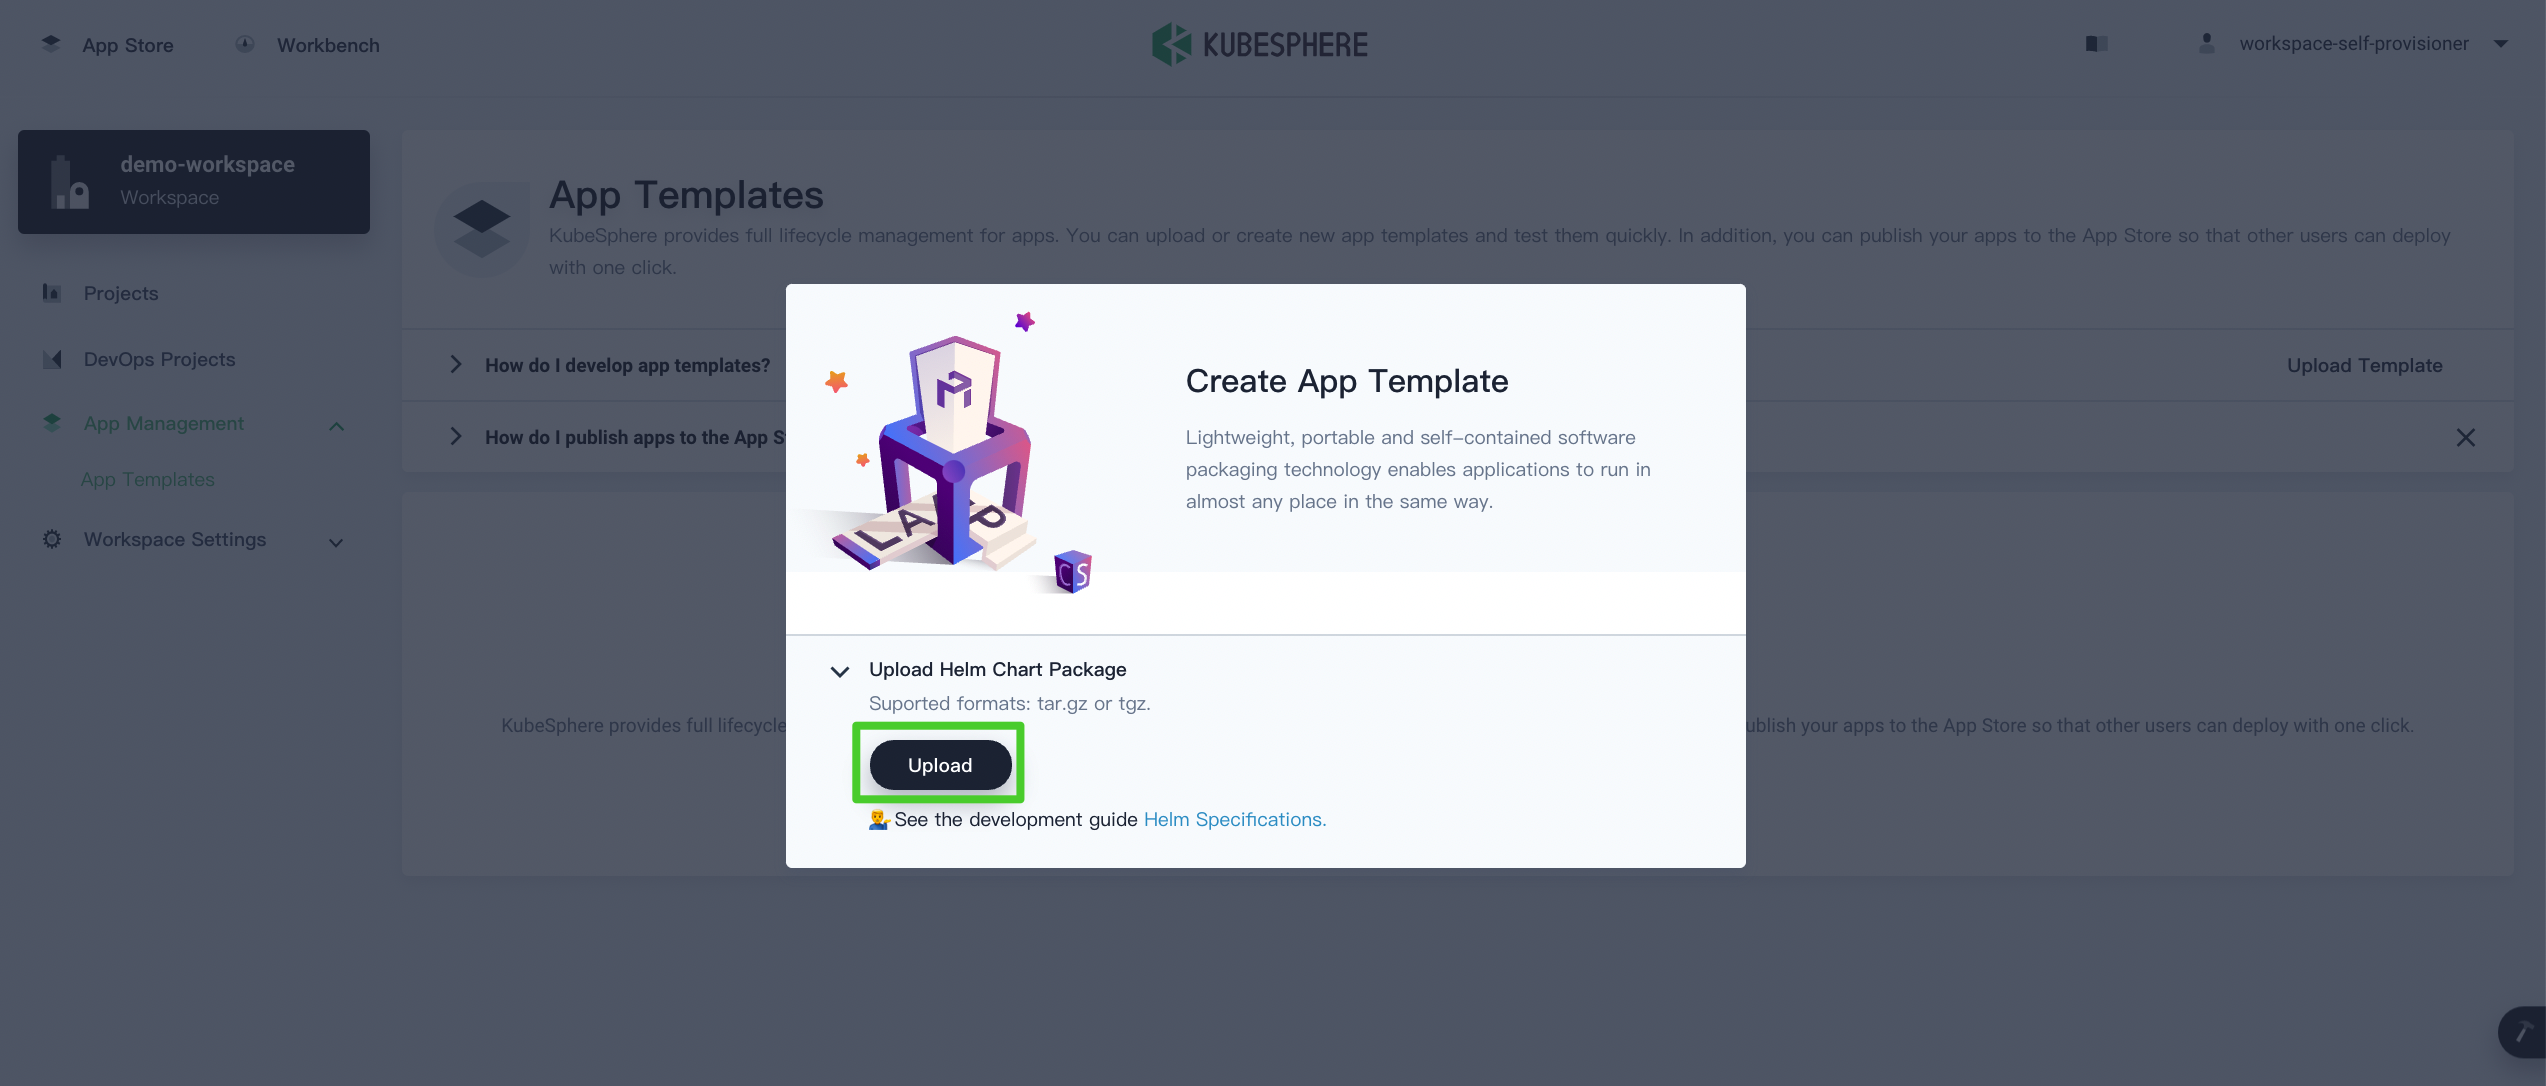 App Store
Workbench
KUBESPHERE
workspace-self-provisioner
demo-workspace
Workspace
Projects
DevOps Projects
App Management
App Templates
Workspace Settings
App Templates
KubeSphere provides full lifecycle management for apps. You can upload or create new app templates and test them quickly. In addition, you can publish your apps to the App Store so that other users can deploy
with one click.
How do I develop app templates?
Upload Template
How do I publish apps to the App S
KubeSphere provides full lifecycle
ublish your apps to the App Store so that other users can deploy with one click.
A
L A P
CS
Create App Template
Lightweight, portable and self-contained software
packaging technology enables applications to run in
almost any place in the same way.
Upload Helm Chart Package
Suported formats: tar.gz or tgz.
Upload
See the development guide Helm Specifications.